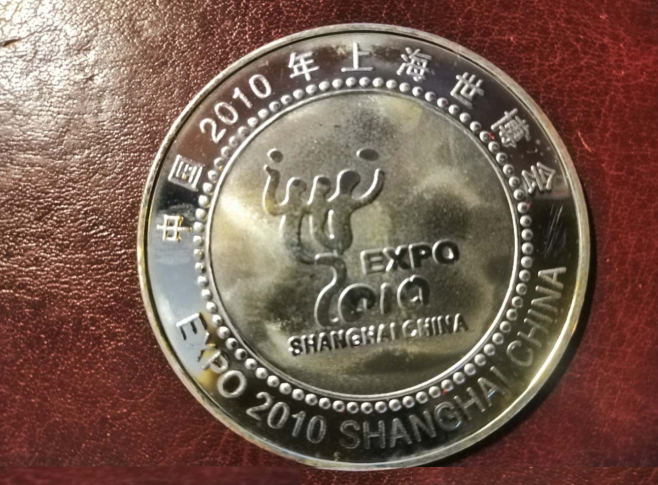 中国2010年上海世博会
EXPO
2010
SHANGHAI CHINA
EXPO 2010 SHANGHAI CHINA